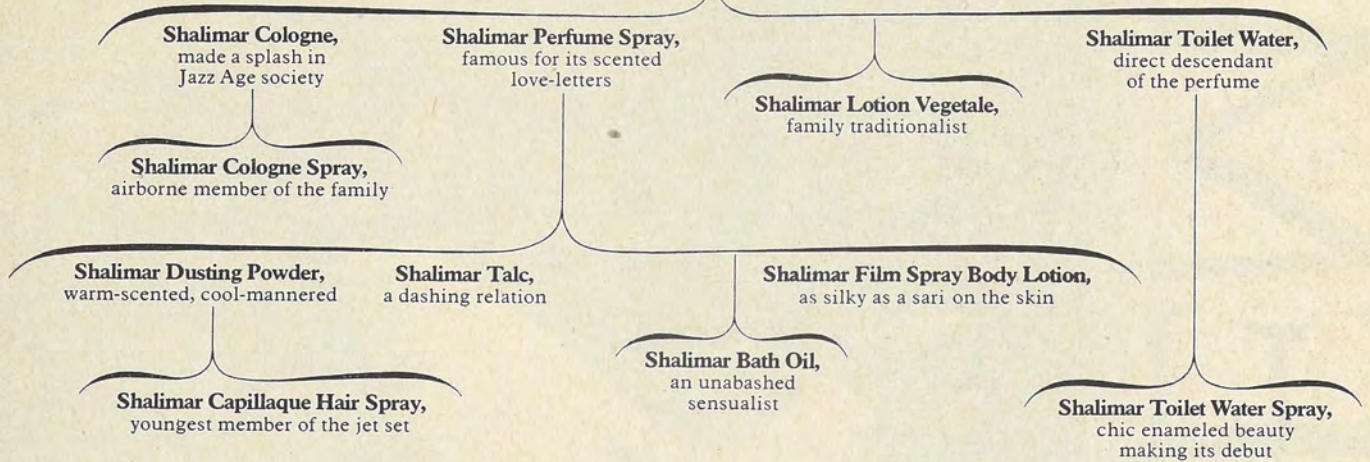 Shalimar Cologne,
made a splash in
Jazz Age society
Shalimar Perfume Spray,
famous for its scented
love-letters
Shalimar Lotion Vegetale,
family traditionalist
Shalimar Toilet Water,
direct descendant
of the perfume
Shalimar Cologne Spray,
airborne member of the family
Shalimar Dusting Powder,
warm-scented, cool-mannered
Shalimar Talc,
a dashing relation
Shalimar Film Spray Body Lotion,
as silky as a sari on the skin
Shalimar Bath Oil,
an unabashed
sensualist
Shalimar Capillaque Hair Spray,
youngest member of the jet set
Shalimar Toilet Water Spray,
chic enameled beauty
making its debut